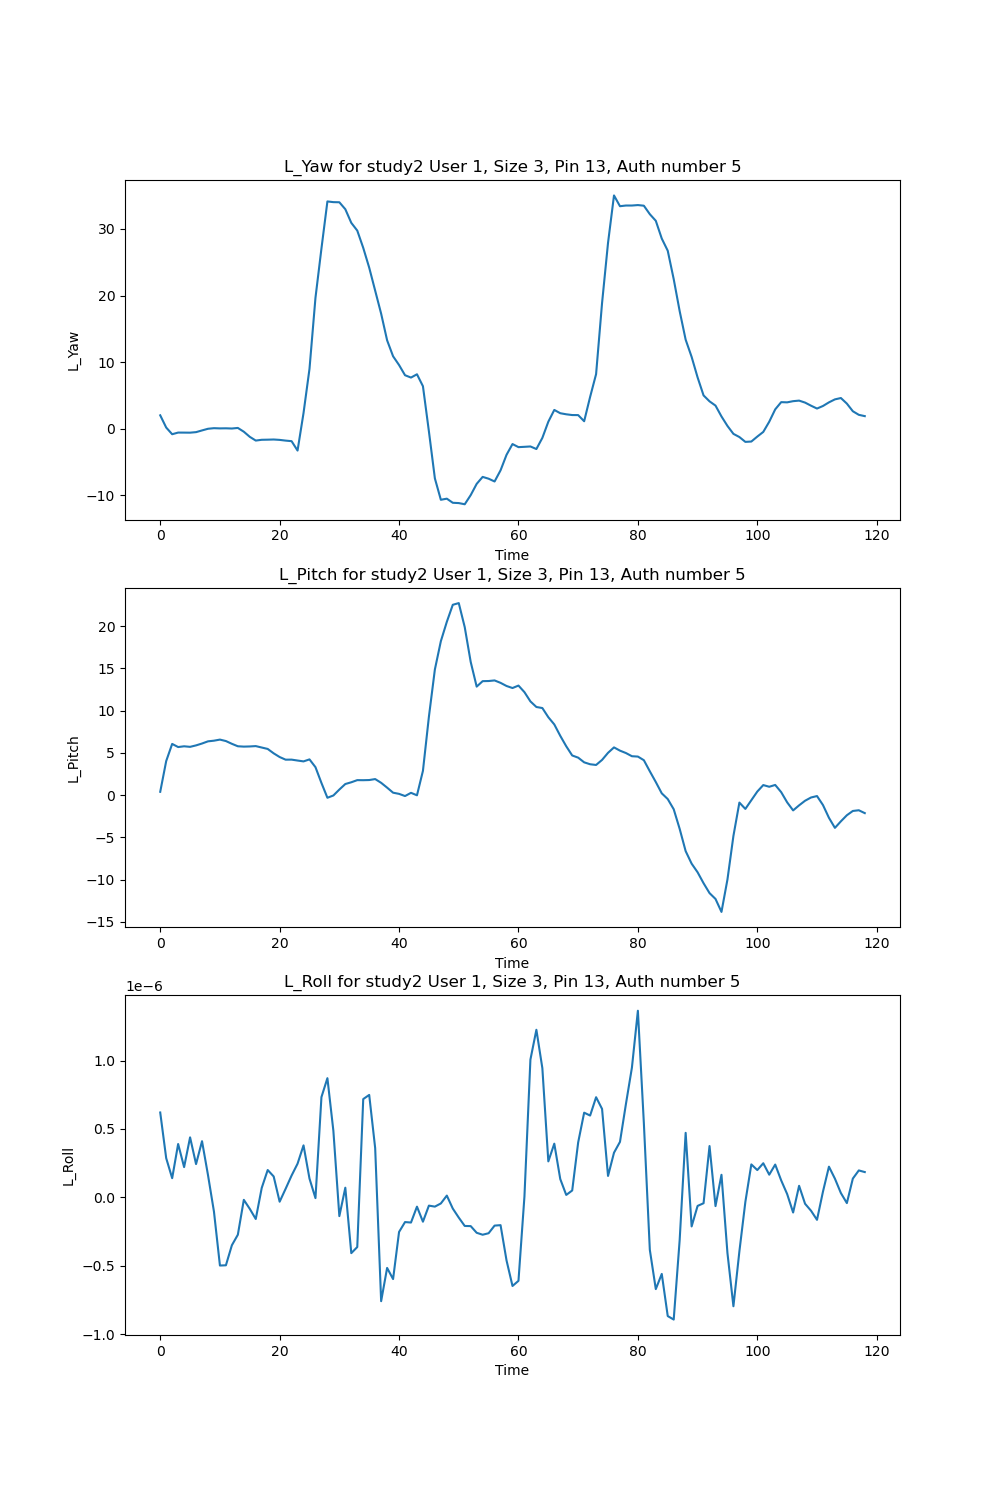 L_Yaw for study2 User 1, Size 3, Pin 13, Auth number 5
30
20
10
0
−10
L_Yaw
0 20 40 60 80 100 120
Time
L_Pitch for study2 User 1, Size 3, Pin 13, Auth number 5
20
15
10
5
0
−5
−10
−15
L_Pitch
0 20 40 60 80 100 120
Time
L_Roll for study2 User 1, Size 3, Pin 13, Auth number 5
1e−6
1.0
0.5
0.0
−0.5
−1.0
L_Roll
0 20 40 60 80 100 120
Time